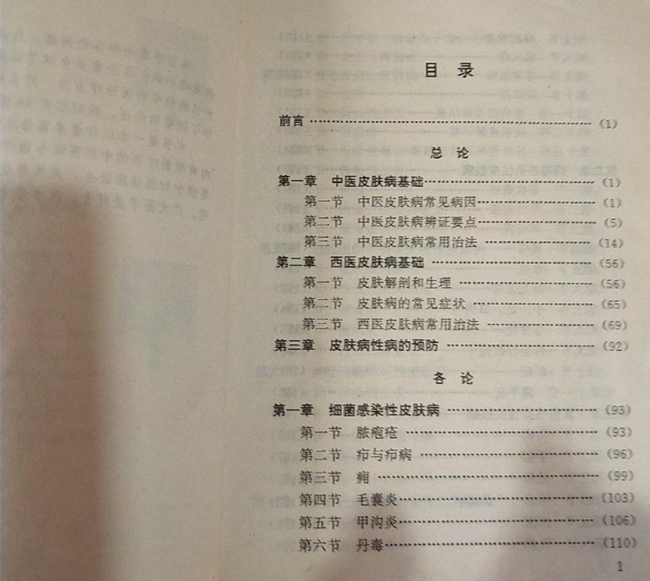 目 录
前言……………………………………(1)
总 论
第一章 中医皮肤病基础……………………(1)
第一节 中医皮肤病常见病因………………(1)
第二节 中医皮肤病辨证要点………………(5)
第三节 中医皮肤病常用治法………………(14)
第二章 西医皮肤病基础……………………(56)
第一节 皮肤解剖和生理……………………(56)
第二节 皮肤病的常见症状…………………(65)
第三节 西医皮肤病常用治法………………(69)
第三章 皮肤病性病的预防…………………(92)
各 论
第一章 细菌感染性皮肤病…………………(93)
第一节 脓疱疮………………………………(93)
第二节 疖与疖病……………………………(96)
第三节 痈……………………………………(99)
第四节 毛囊炎………………………………(103)
第五节 甲沟炎………………………………(106)
第六节 丹毒…………………………………(110)
1